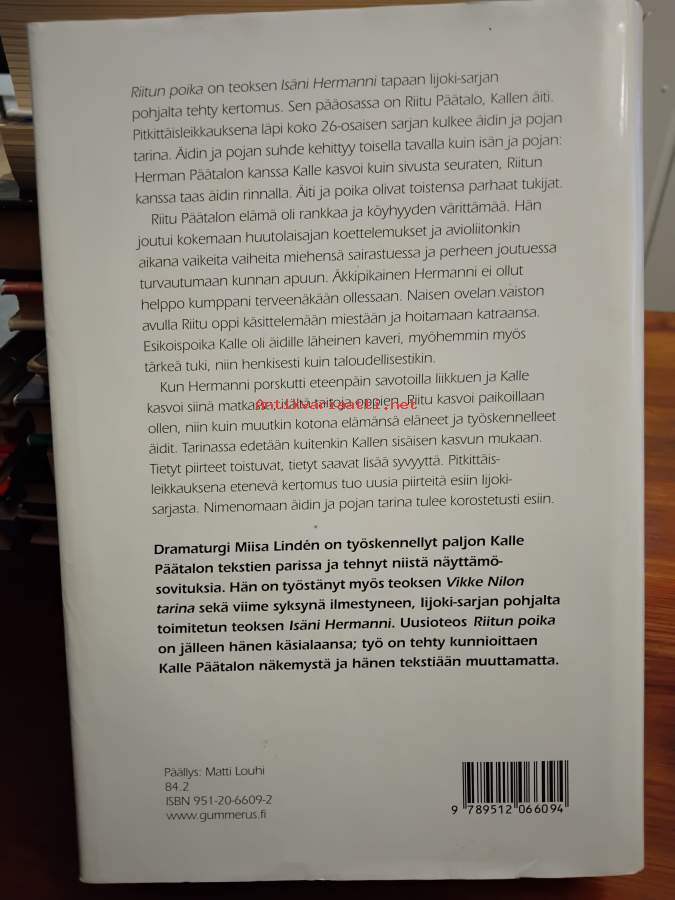 Riitun poika on teoksen Isäni Hermanni tapaan Iijoki-sarjan
pohjalta tehty kertomus. Sen pääosassa on Riitu Päätalo, Kallen äiti.
Pitkittäisleikkauksena läpi koko 26-osaisen sarjan kulkee äidin ja pojan
tarina. Äidin ja pojan suhde kehittyy toisella tavalla kuin isän ja pojan:
Herman Päätalon kanssa Kalle kasvoi kuin sivusta seuraten, Riitun
kanssa taas äidin rinnalla. Äiti ja poika olivat toistensa parhaat tukijat.
Riitu Päätalon elämä oli rankkaa ja köyhyyden värittämää. Hän
joutui kokemaan huutolaisajan koettelemukset ja avioliitonkin
aikana vaikeita vaiheita miehensä sairastuessa ja perheen joutuessa
turvautumaan kunnan apuun. Äkkipikainen Hermanni ei ollut
helppo kumppani terveenäkään ollessaan. Naisen ovelan vaiston
avulla Riitu oppi käsittelemään miestään ja hoitamaan katraansa.
Esikoispoika Kalle oli äidille läheinen kaveri, myöhemmin myös
tärkeä tuki, niin henkisesti kuin taloudellisestikin.
Kun Hermanni porskutti eteenpäin savotoilla liikkuen ja Kalle
kasvoi siinä matkassa isältä taitoja oppien, Riitu kasvoi paikoillaan
Antikvariaatti.net
ollen, niin kuin muutkin kotona elämänsä eläneet ja työskennelleet
äidit. Tarinassa edetään kuitenkin Kallen sisäisen kasvun mukaan.
Tietyt piirteet toistuvat, tietyt saavat lisää syvyyttä. Pitkittäis-
leikkauksena etenevä kertomus tuo uusia piirteitä esiin Iijoki-
sarjasta. Nimenomaan äidin ja pojan tarina tulee korostetusti esiin.
Dramaturgi Miisa Lindén on työskennellyt paljon Kalle
Päätalon tekstien parissa ja tehnyt niistä näyttämö-
sovituksia. Hän on työstänyt myös teoksen Vikke Nilon
tarina sekä viime syksynä ilmestyneen, Iijoki-sarjan pohjalta
toimitetun teoksen Isäni Hermanni. Uusioteos Riitun poika
on jälleen hänen käsialaansa; työ on tehty kunnioittaen
Kalle Päätalon näkemystä ja hänen tekstiään muuttamatta.
Päällys: Matti Louhi
84.2
ISBN 951-20-6609-2
www.gummerus.fi
9 789512 066094